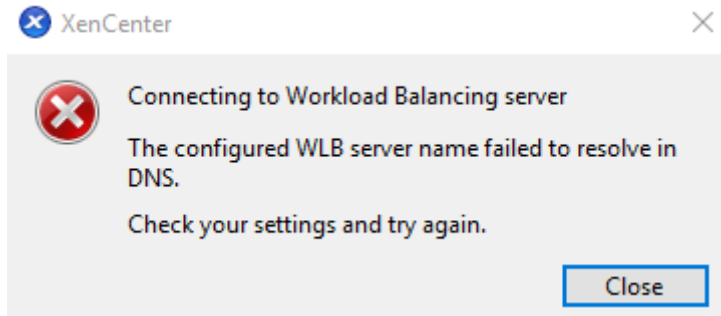 XenCenter
Connecting to Workload Balancing server
The configured WLB server name failed to resolve in
DNS.
Check your settings and try again.
Close